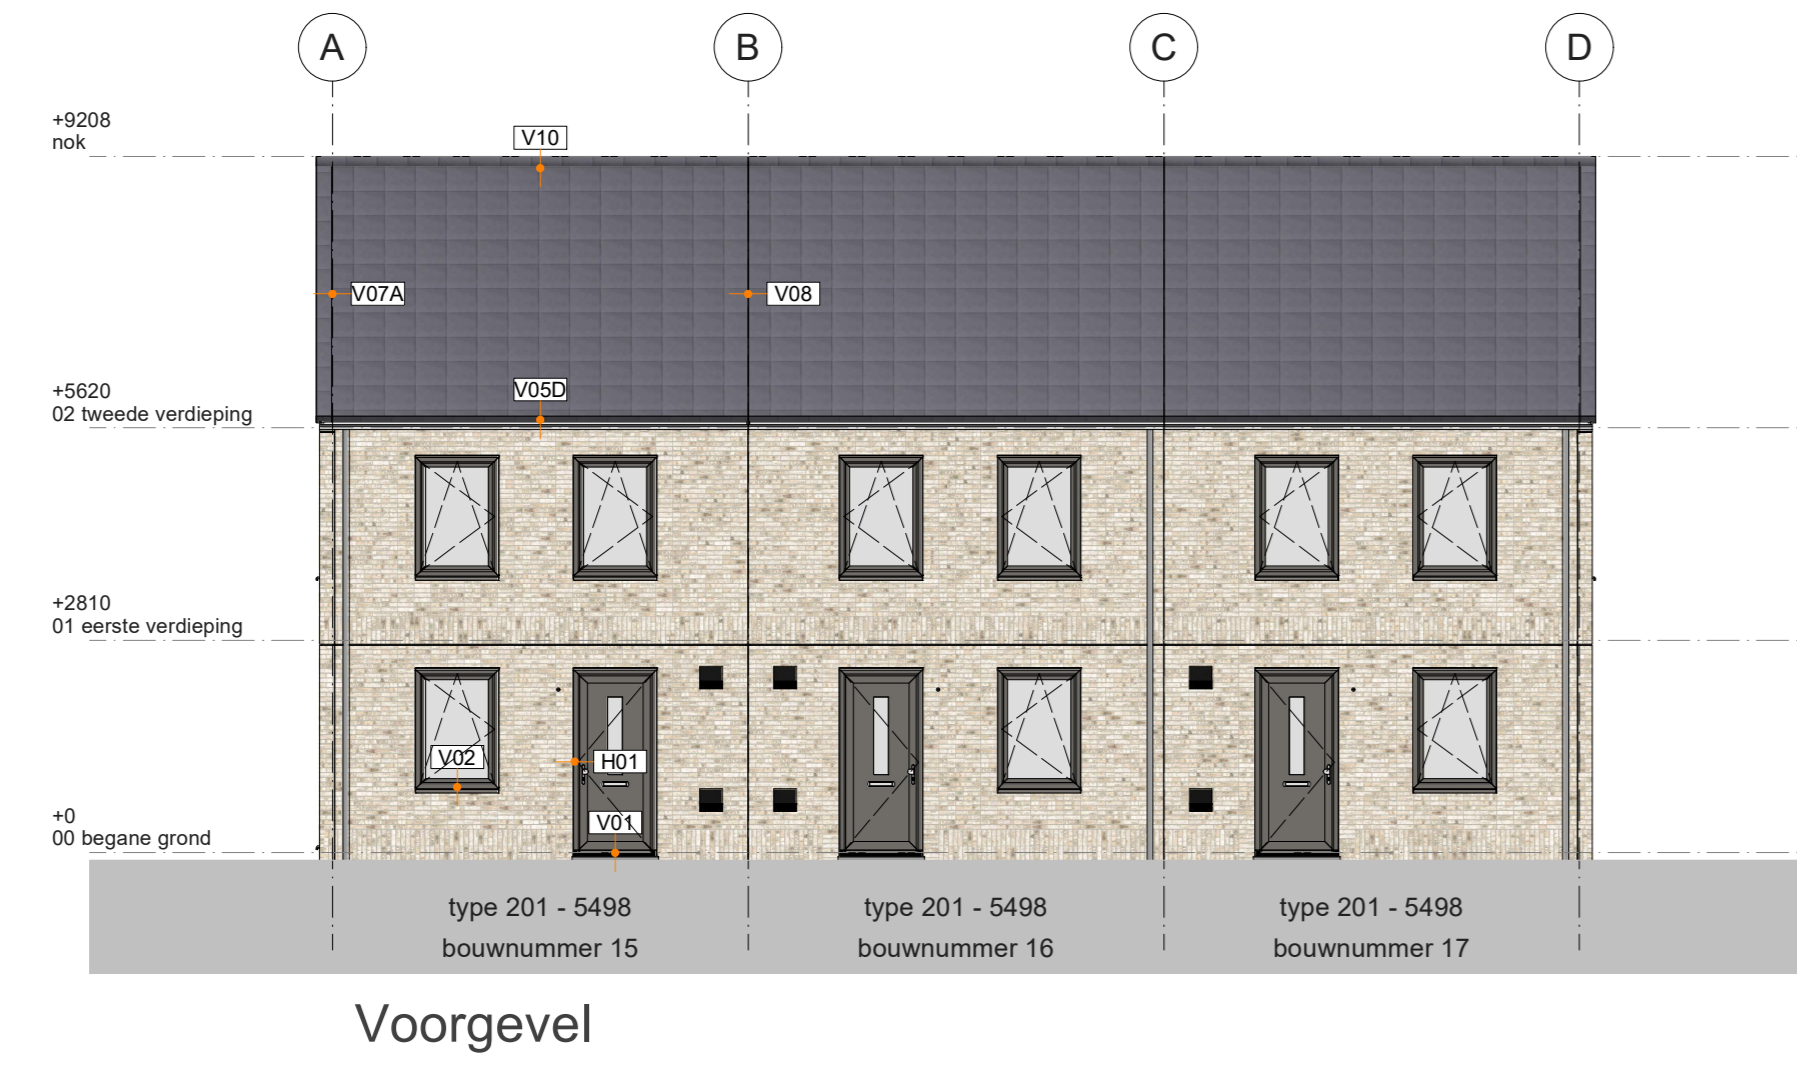 A B C D
+9208
nok
V10
V07A
V08
+5620
02 tweede verdieping
V05D
+2810
01 eerste verdieping
V02
H01
+0
00 begane grond
V01
type 201 - 5498 type 201 - 5498 type 201 - 5498
bouwnummer 15 bouwnummer 16 bouwnummer 17
Voorgevel